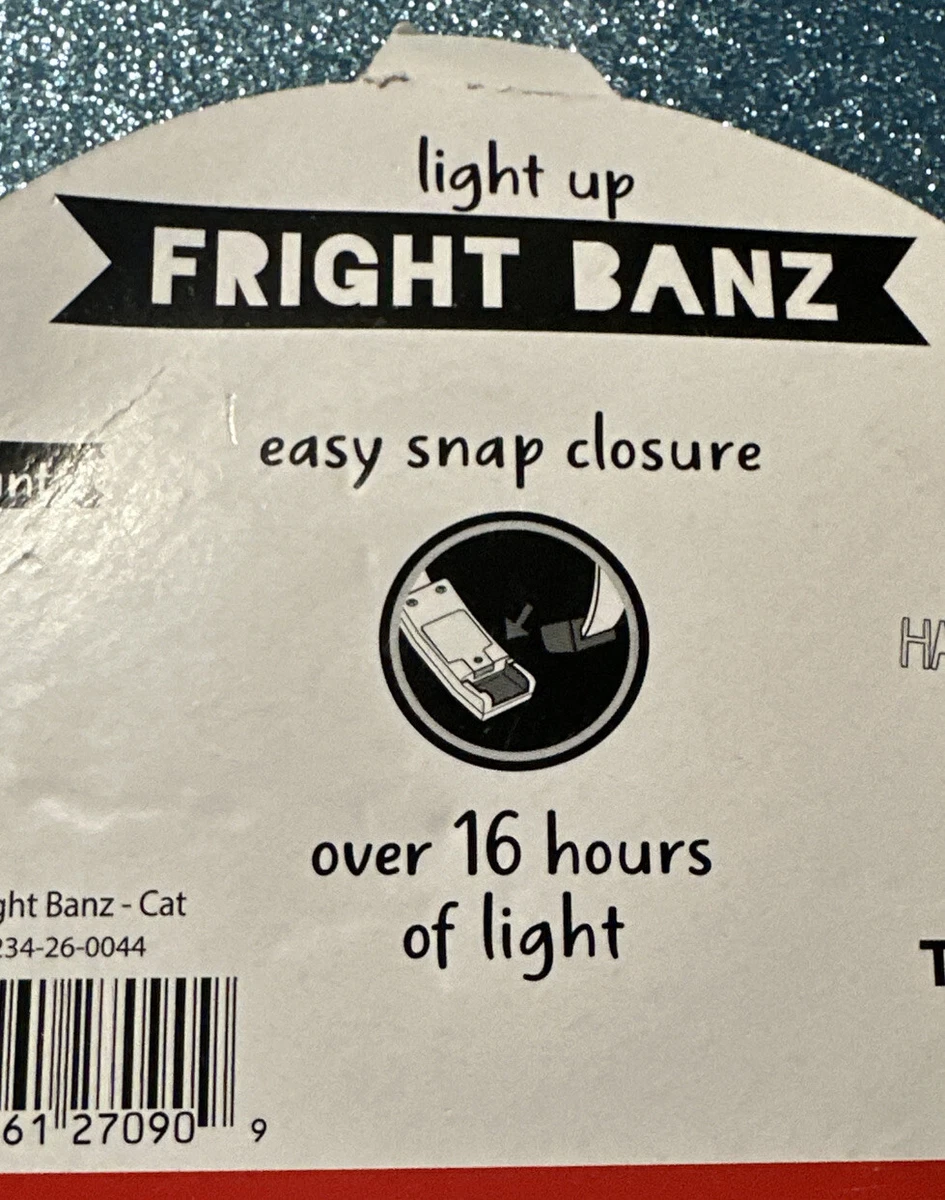 light up
FRIGHT BANZ
easy snap closure
over 16 hours
of light
ght Banz - Cat
234-26-0044
61 27090 9
HA
T